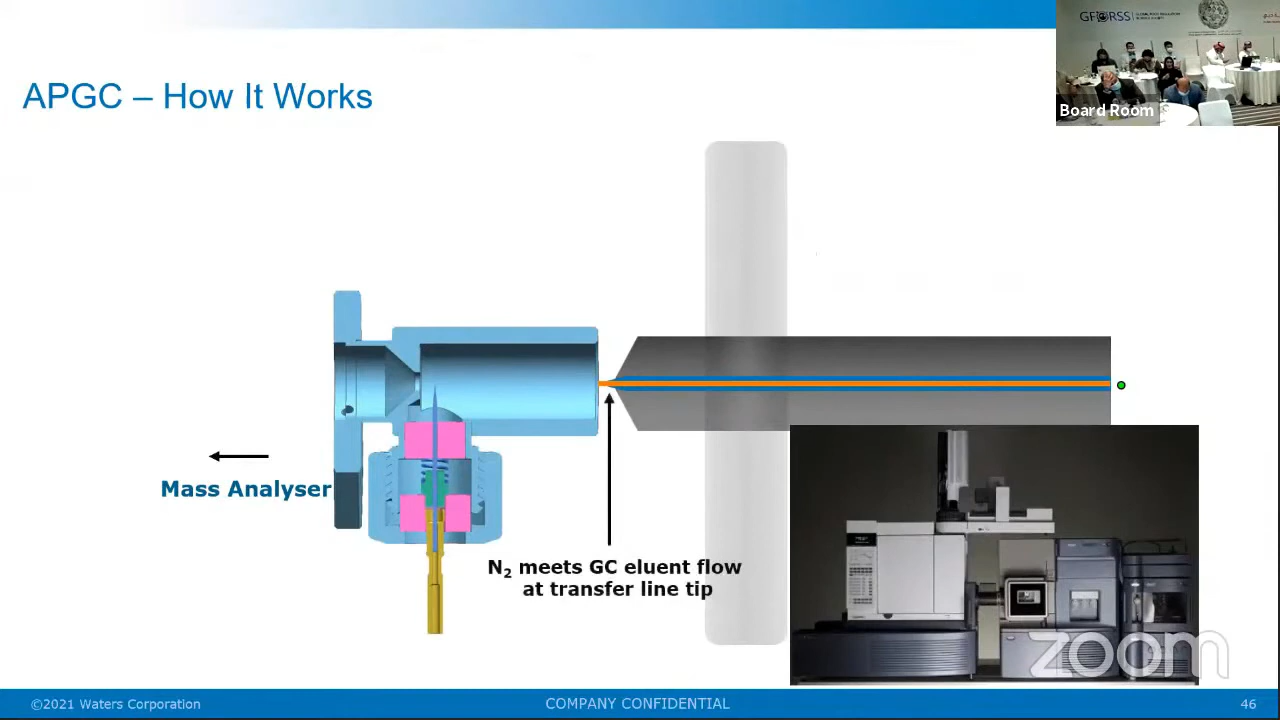 APGC – How It Works
GFORSS
Board Room
Mass Analyser
N₂ meets GC eluent flow
at transfer line tip
zoom
©2021 Waters Corporation
COMPANY CONFIDENTIAL
46